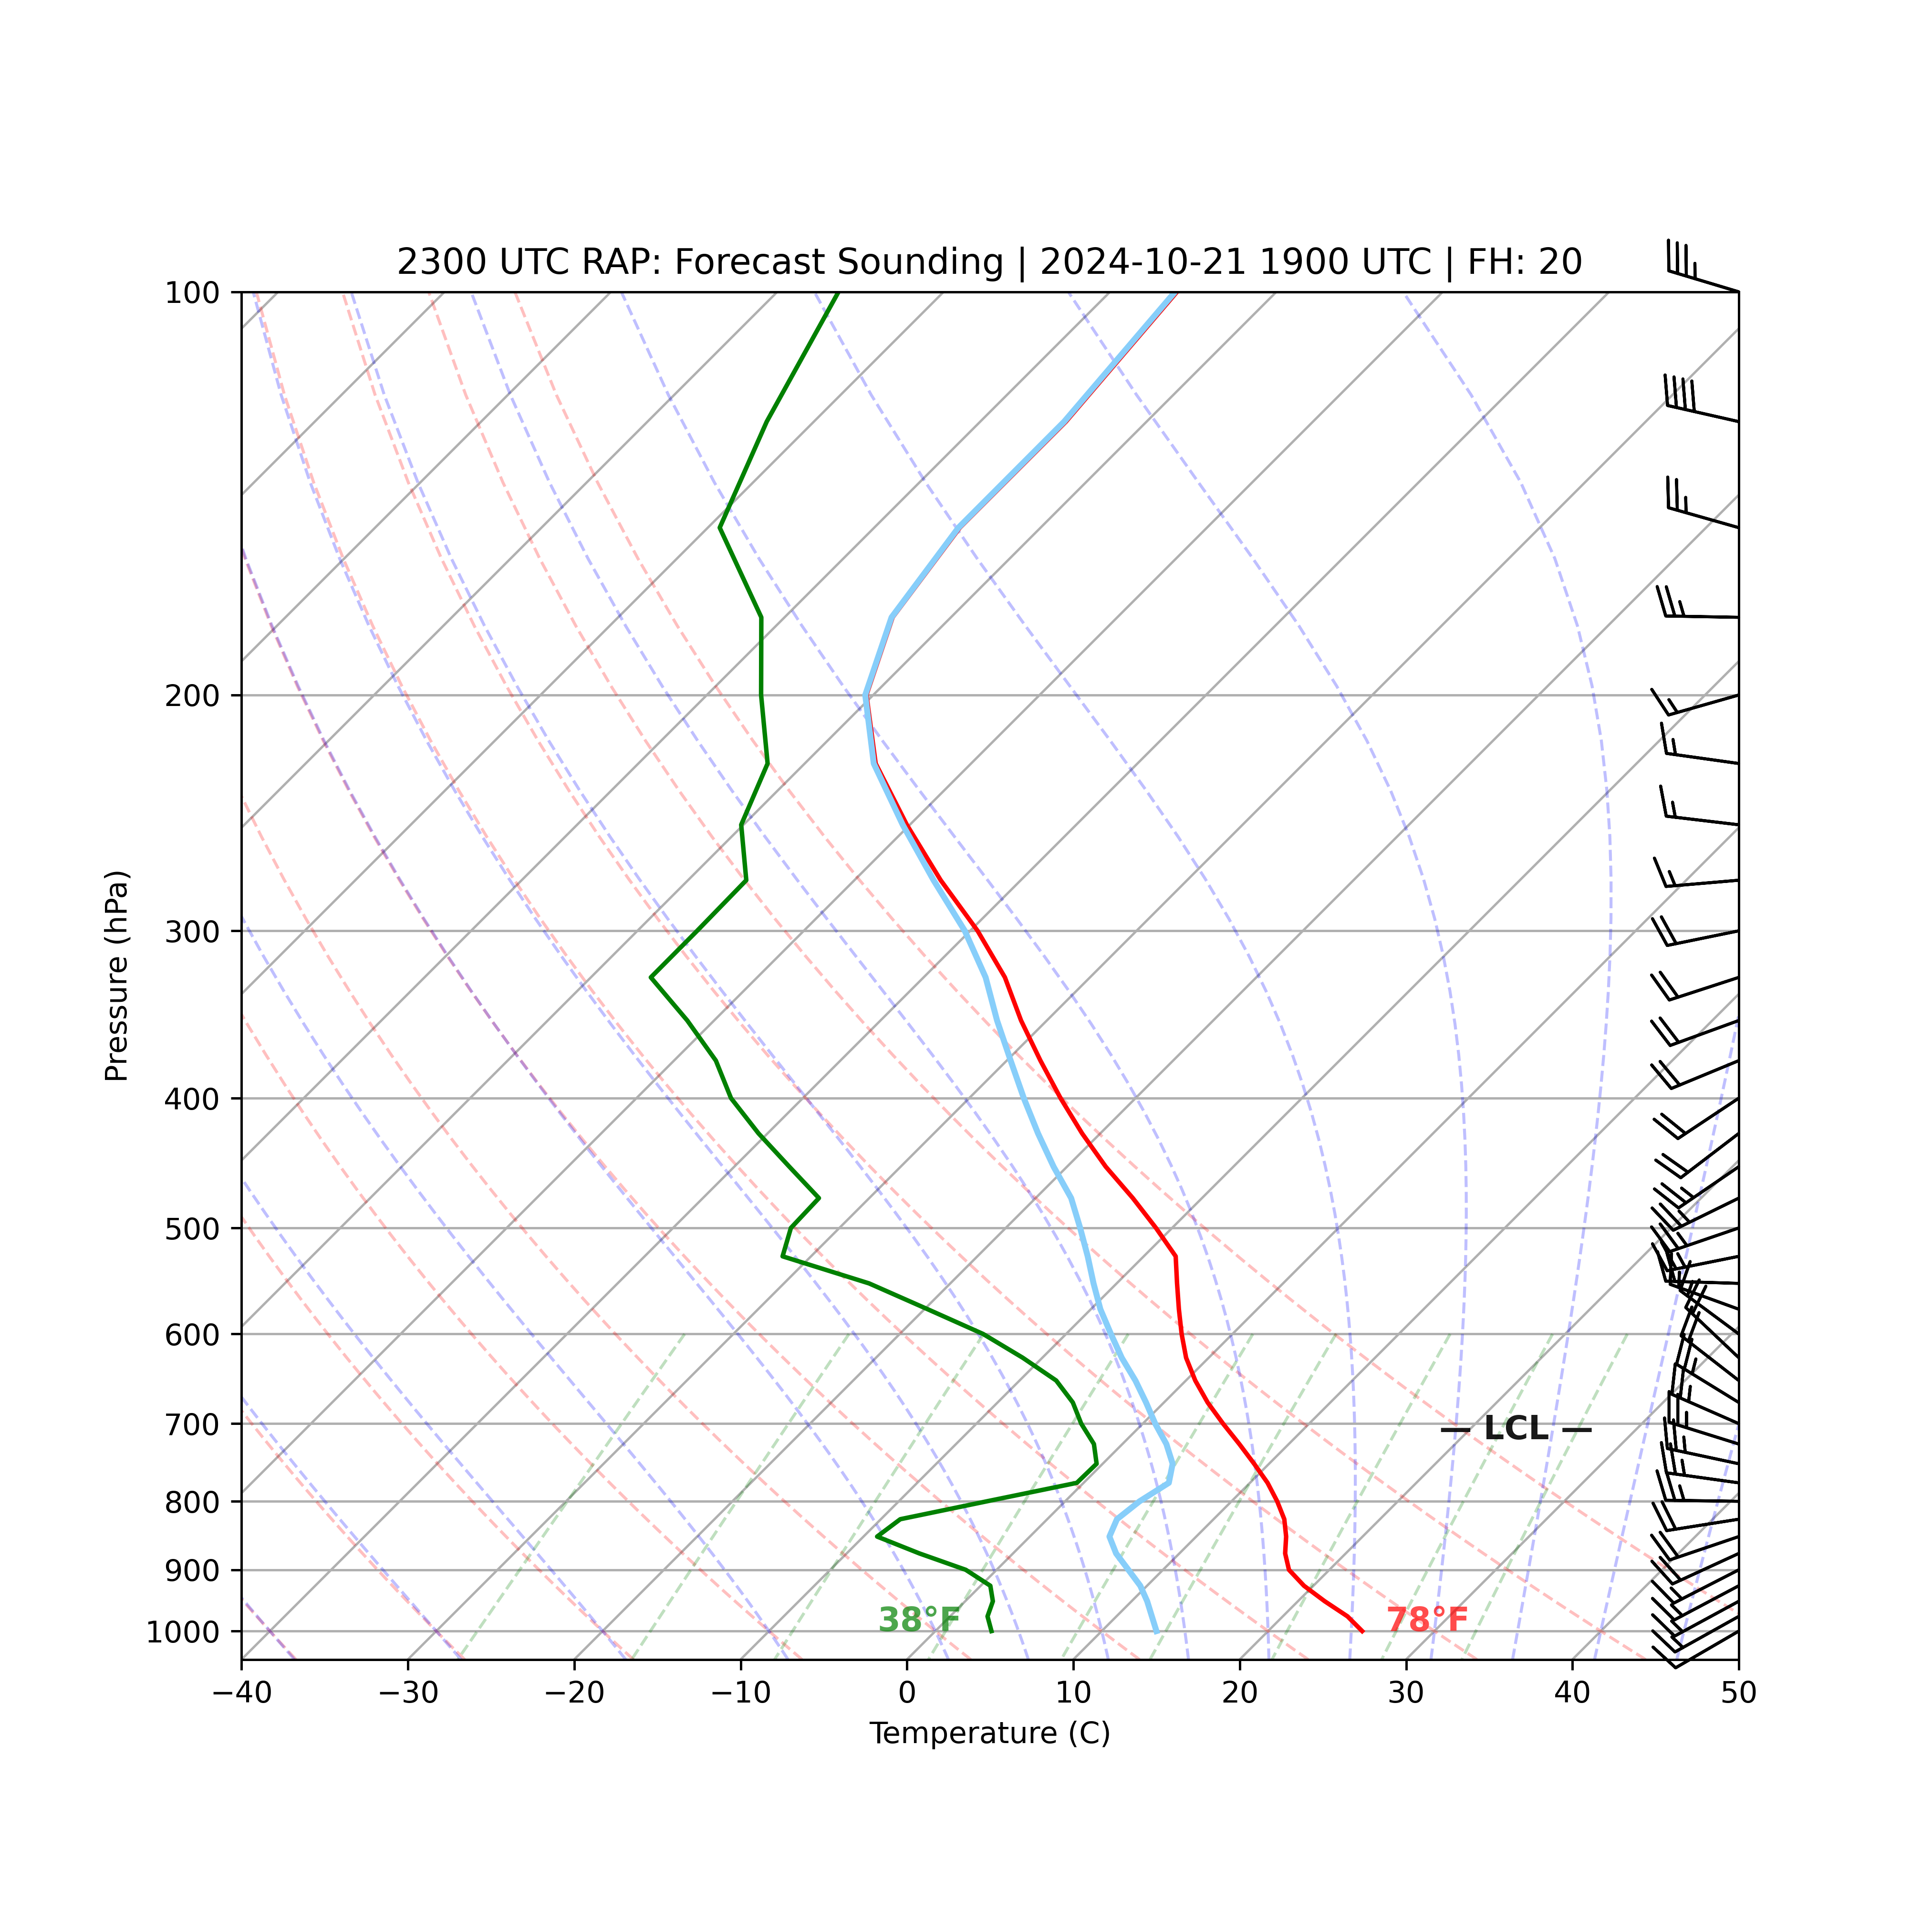 2300 UTC RAP: Forecast Sounding | 2024-10-21 1900 UTC | FH: 20
100
200
300
400
500
600
700
800
900
1000
Pressure (hPa)
— LCL —
38°F
78°F
−40 −30 −20 −10 0 10 20 30 40 50
Temperature (C)